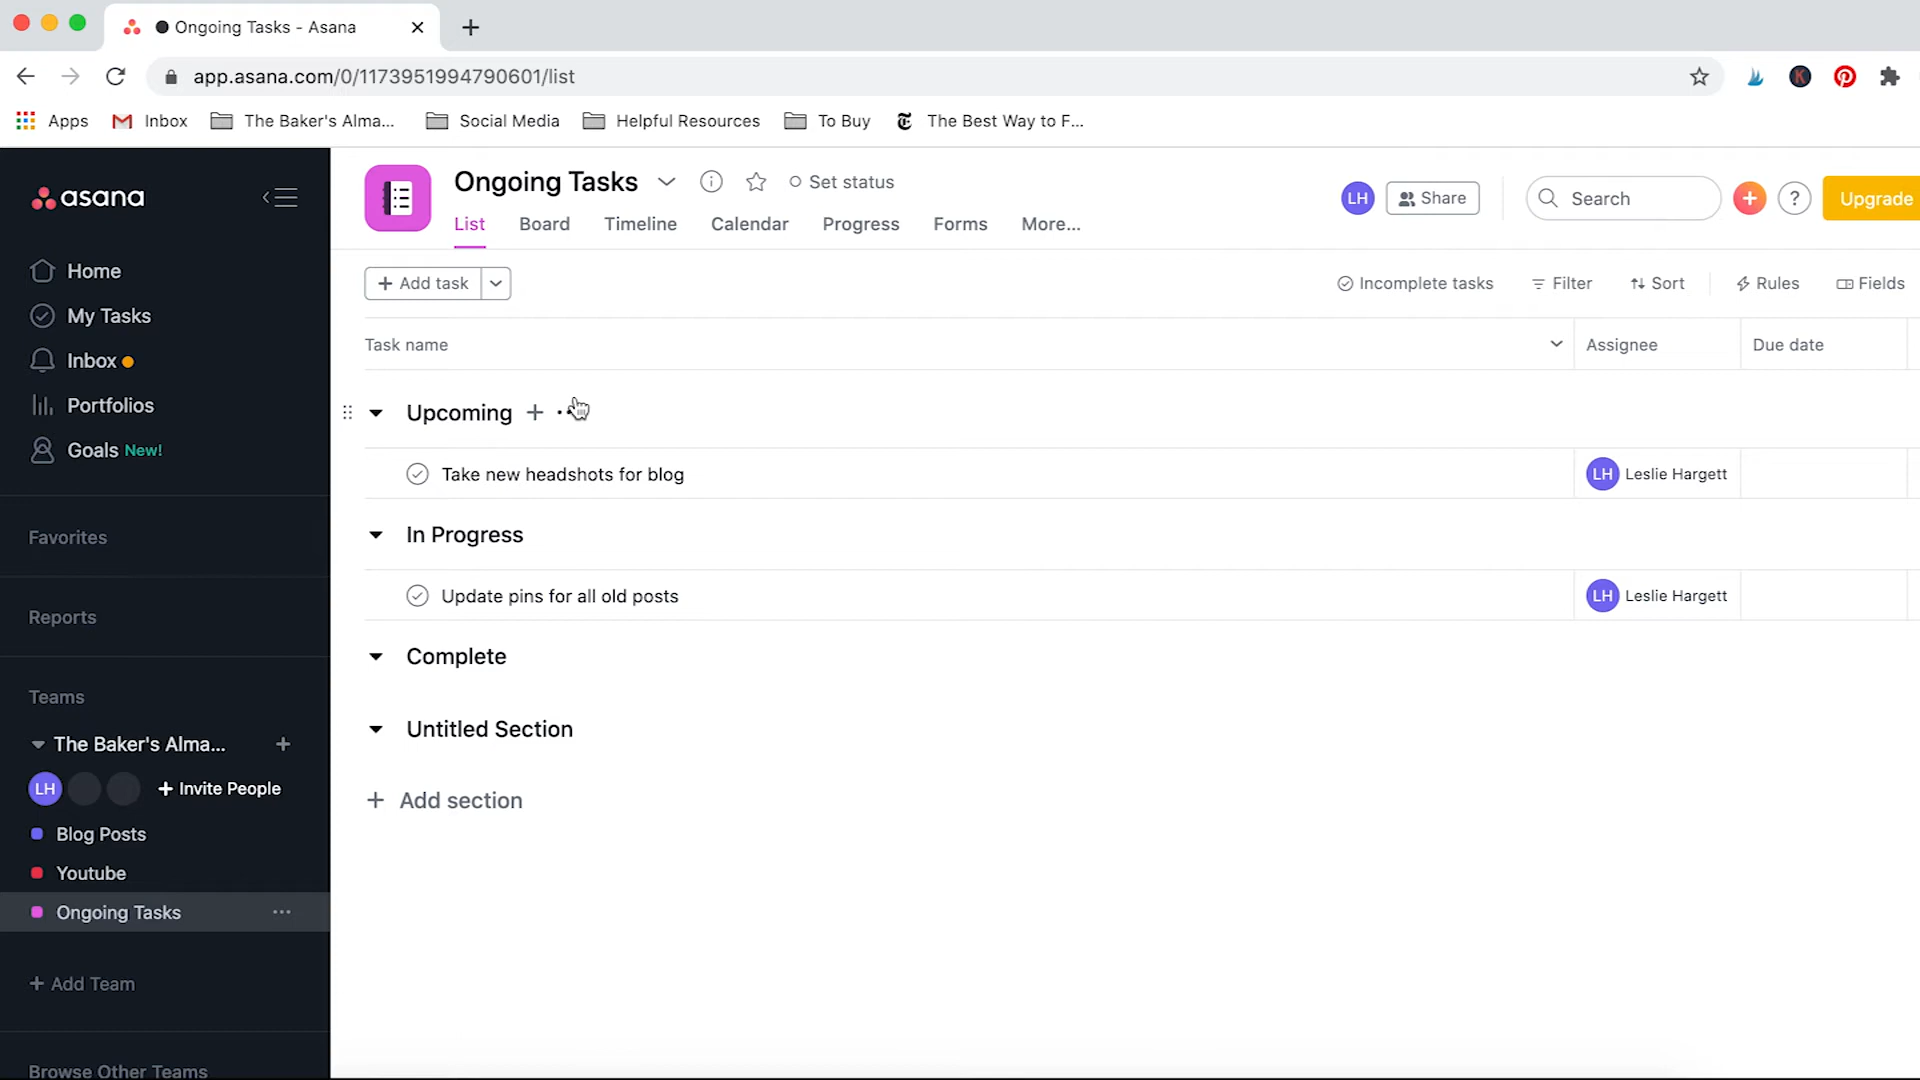 Ongoing Tasks - Asana
app.asana.com/0/1173951994790601/list
Apps Inbox The Baker's Alma... Social Media Helpful Resources To Buy The Best Way to F...
asana
Home
My Tasks
Inbox
Portfolios
Goals New!
Favorites
Reports
Teams
The Baker's Alma...
LH + Invite People
Blog Posts
Youtube
Ongoing Tasks ...
+ Add Team
Browse Other Teams
Ongoing Tasks Set status
List Board Timeline Calendar Progress Forms More...
LH Share Search + ? Upgrade
+ Add task Incomplete tasks Filter Sort Rules Fields
Task name Assignee Due date
Upcoming +
Take new headshots for blog LH Leslie Hargett
In Progress
Update pins for all old posts LH Leslie Hargett
Complete
Untitled Section
+ Add section